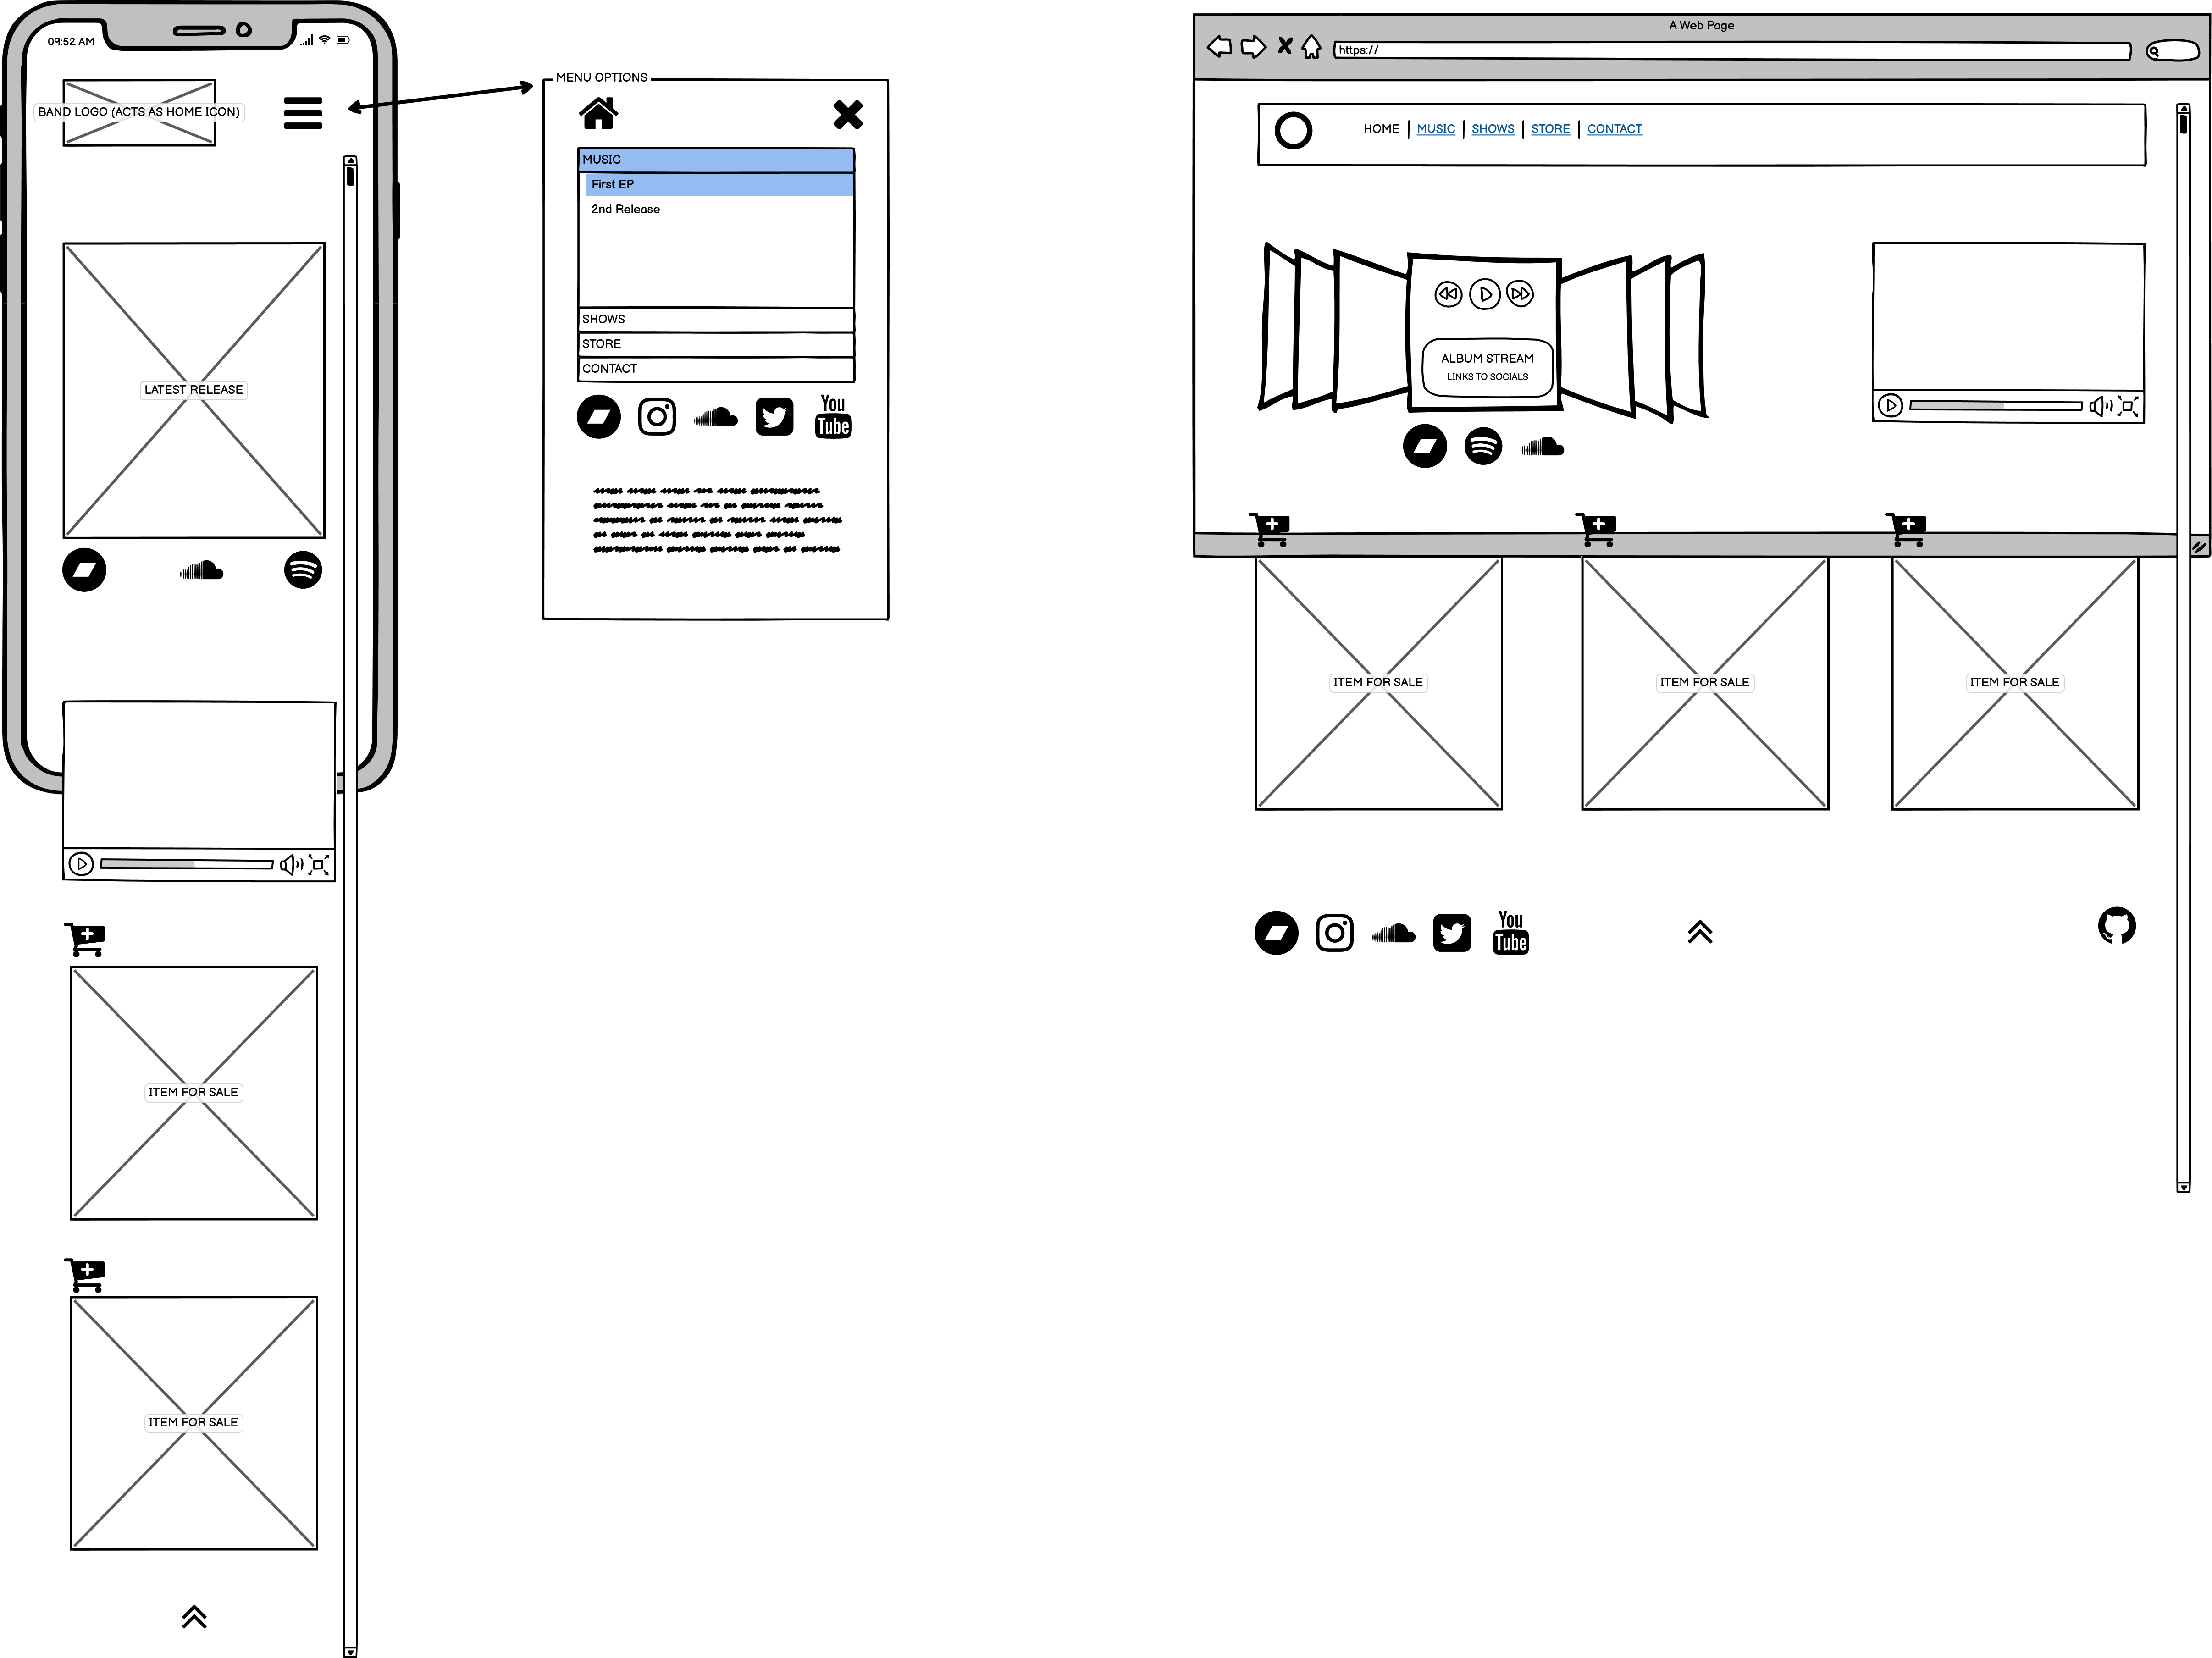 09:52 AM
BAND LOGO (ACTS AS HOME ICON)
LATEST RELEASE
ITEM FOR SALE
ITEM FOR SALE
MENU OPTIONS
MUSIC
First EP
2nd Release
SHOWS
STORE
CONTACT
You
Tube
A Web Page
https://
HOME MUSIC SHOWS STORE CONTACT
ALBUM STREAM
LINKS TO SOCIALS
ITEM FOR SALE ITEM FOR SALE ITEM FOR SALE
You
Tube